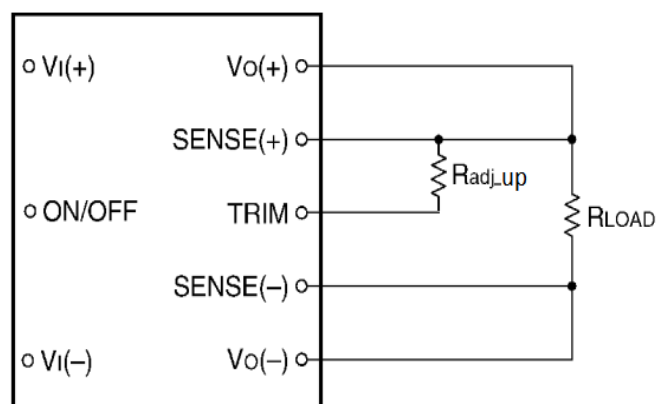 VI(+)
VO(+)
SENSE(+)
Radj_up
ON/OFF
TRIM
RLOAD
SENSE(–)
VI(–)
VO(–)